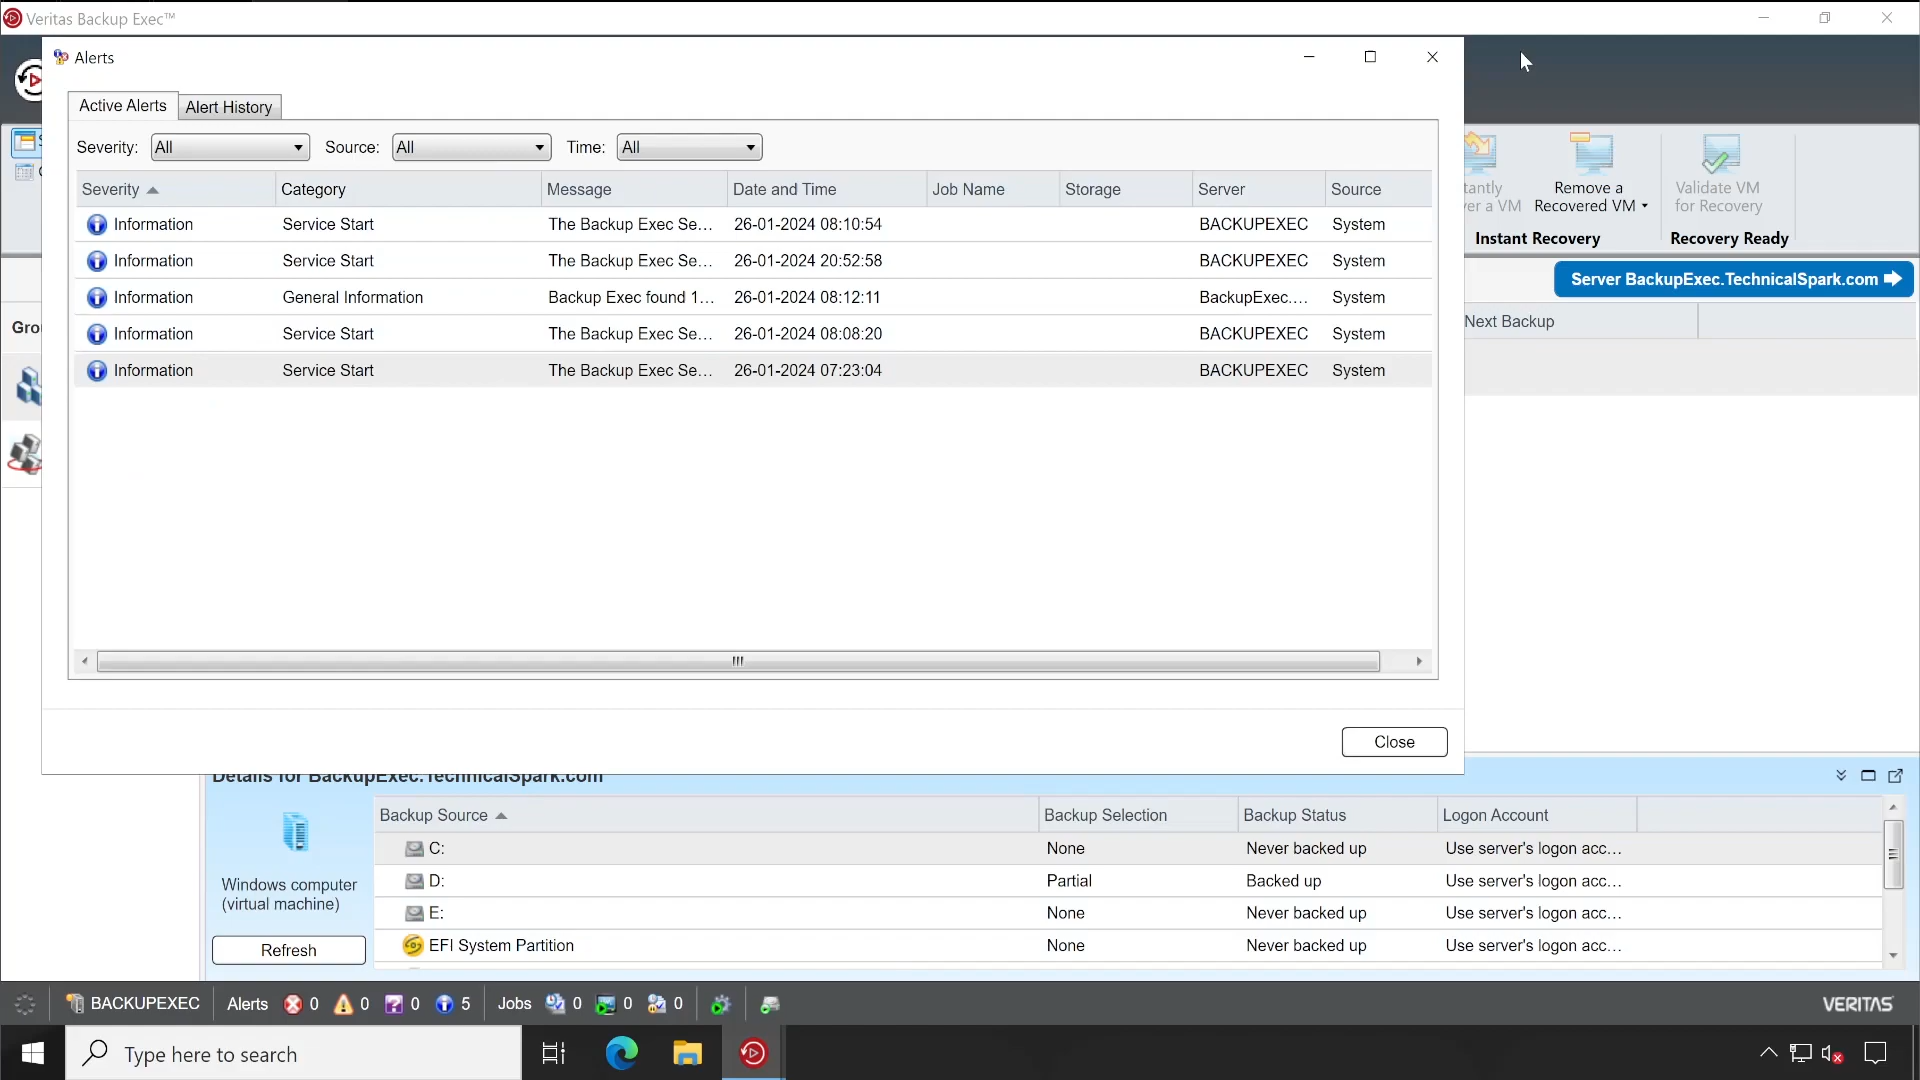 Veritas Backup Exec™
Alerts
Active Alerts
Alert History
Severity: All
Source: All
Time: All
Severity Category Message Date and Time Job Name Storage Server Source
Information Service Start The Backup Exec Se... 26-01-2024 08:10:54 BACKUPEXEC System
Information Service Start The Backup Exec Se... 26-01-2024 20:52:58 BACKUPEXEC System
Information General Information Backup Exec found 1... 26-01-2024 08:12:11 BackupExec.... System
Information Service Start The Backup Exec Se... 26-01-2024 08:08:20 BACKUPEXEC System
Information Service Start The Backup Exec Se... 26-01-2024 07:23:04 BACKUPEXEC System
Close
Remove a
Recovered VM
Validate VM
for Recovery
Instant Recovery
Recovery Ready
Server BackupExec.TechnicalSpark.com
Next Backup
Details for BackupExec.TechnicalSpark.com
Windows computer
(virtual machine)
Refresh
Backup Source Backup Selection Backup Status Logon Account
C: None Never backed up Use server's logon acc...
D: Partial Backed up Use server's logon acc...
E: None Never backed up Use server's logon acc...
EFI System Partition None Never backed up Use server's logon acc...
BACKUPEXEC Alerts 0 0 0 5 Jobs 0 0 0
VERITAS
Type here to search